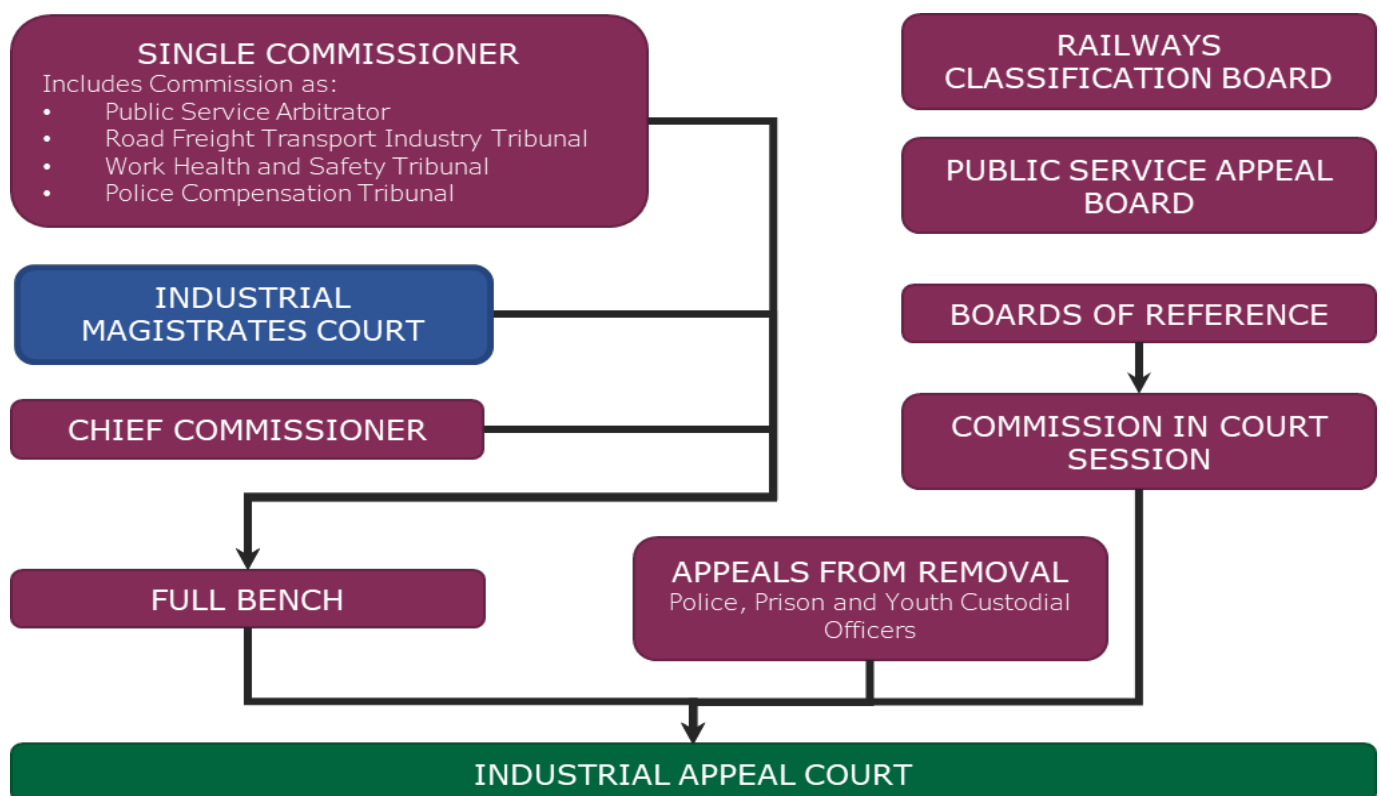 SINGLE COMMISSIONER
Includes Commission as:
• Public Service Arbitrator
• Road Freight Transport Industry Tribunal
• Work Health and Safety Tribunal
• Police Compensation Tribunal
RAILWAYS
CLASSIFICATION BOARD
PUBLIC SERVICE APPEAL
BOARD
INDUSTRIAL
MAGISTRATES COURT
BOARDS OF REFERENCE
CHIEF COMMISSIONER
COMMISSION IN COURT
SESSION
FULL BENCH
APPEALS FROM REMOVAL
Police, Prison and Youth Custodial
Officers
INDUSTRIAL APPEAL COURT